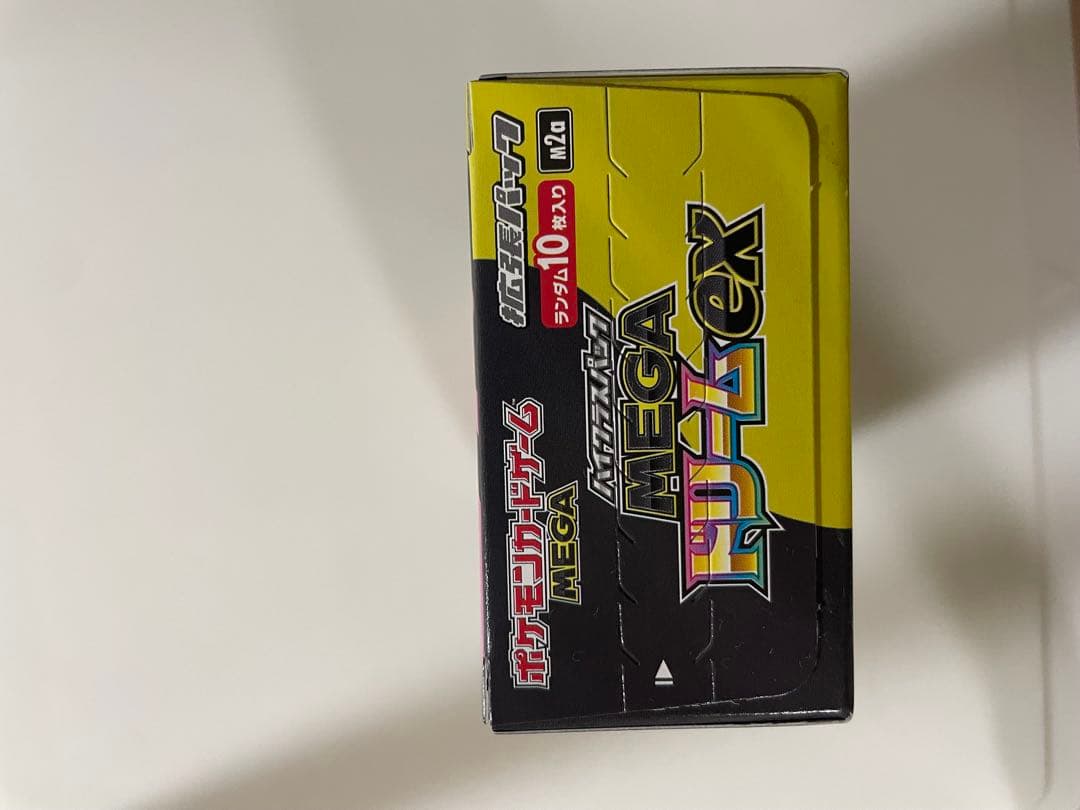 ポケモンカードゲーム
MEGA
拡張パック
ランダム10枚入り
M2a
ハイクラスパック
MEGA
ドリームex